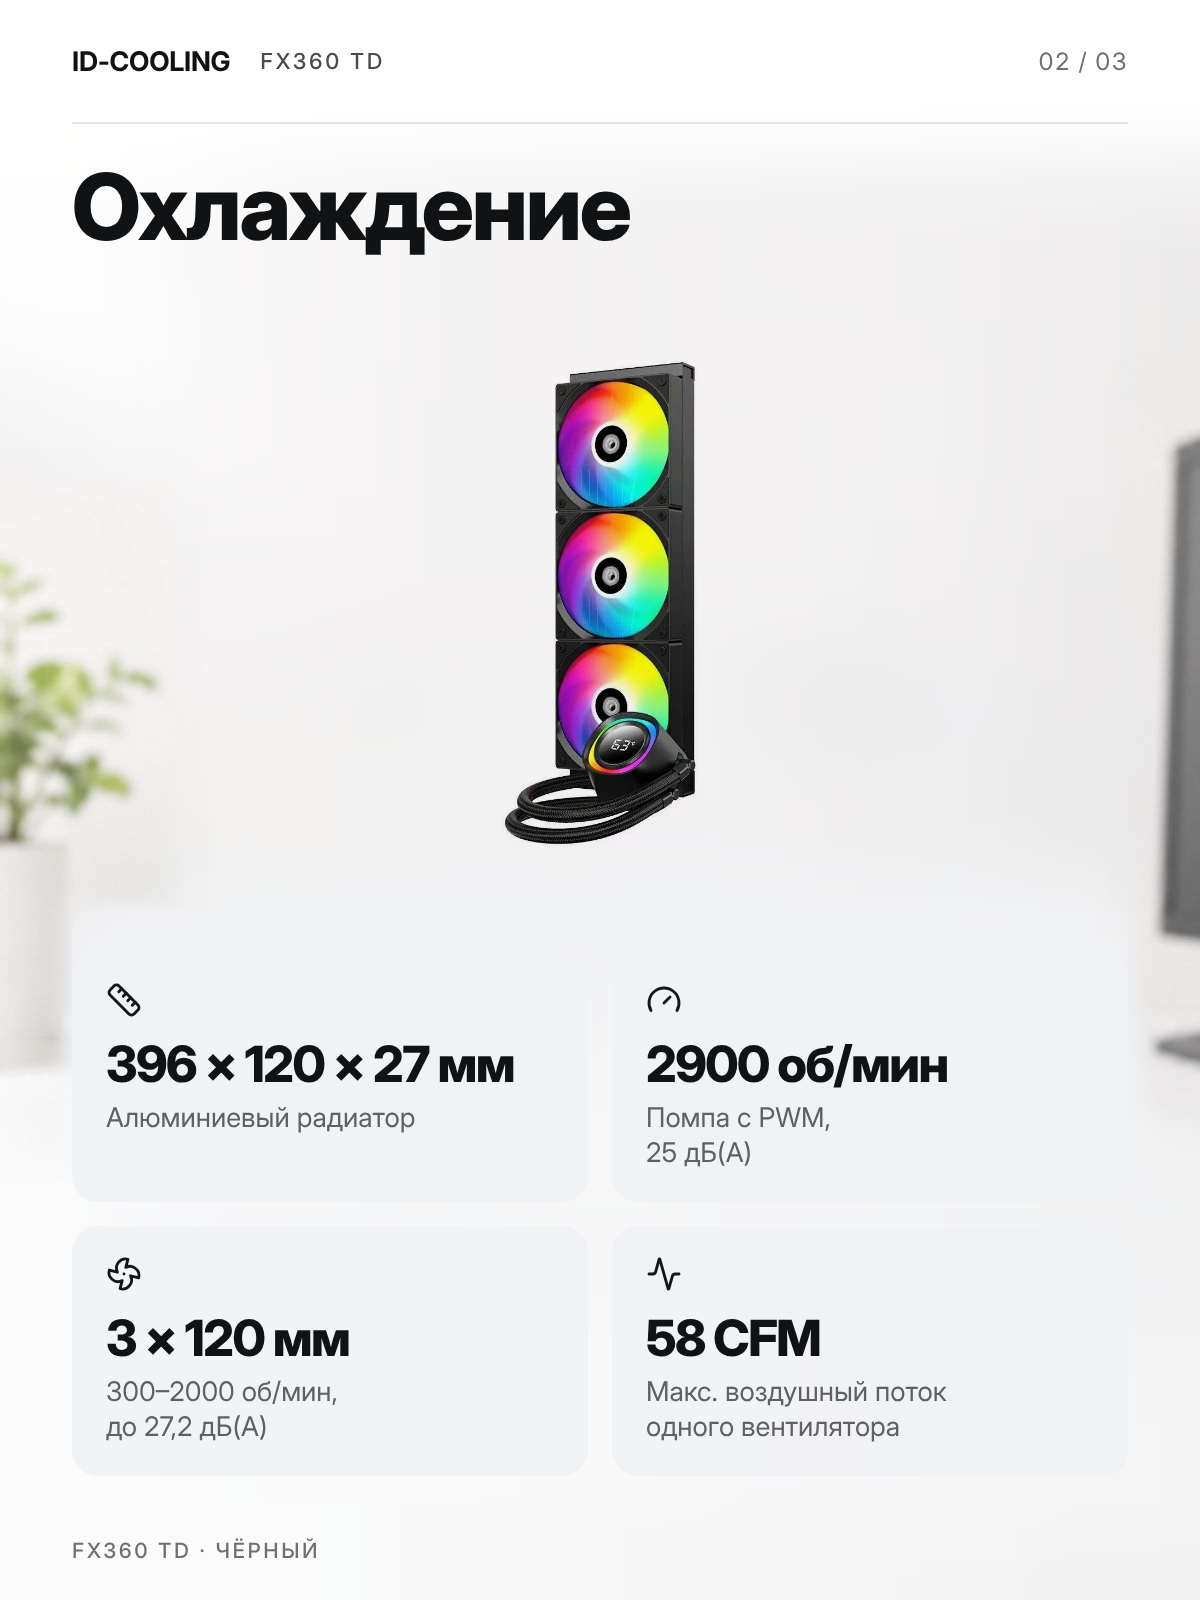 ID-COOLING FX360 TD 02 / 03
Охлаждение
63°c
396 × 120 × 27 мм
Алюминиевый радиатор
2900 об/мин
Помпа с PWM,
25 дБ(А)
3 × 120 мм
300–2000 об/мин,
до 27,2 дБ(А)
58 CFM
Макс. воздушный поток
одного вентилятора
FX360 TD · ЧЁРНЫЙ